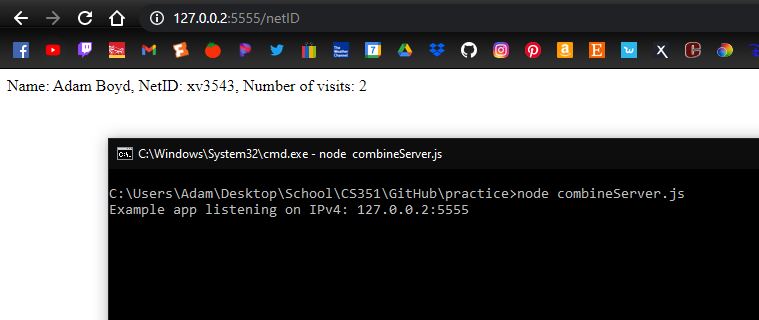 127.0.0.2:5555/netID
Name: Adam Boyd, NetID: xv3543, Number of visits: 2
C:\Windows\System32\cmd.exe - node  combineServer.js
C:\Users\Adam\Desktop\School\CS351\GitHub\practice>node combineServer.js
Example app listening on IPv4: 127.0.0.2:5555